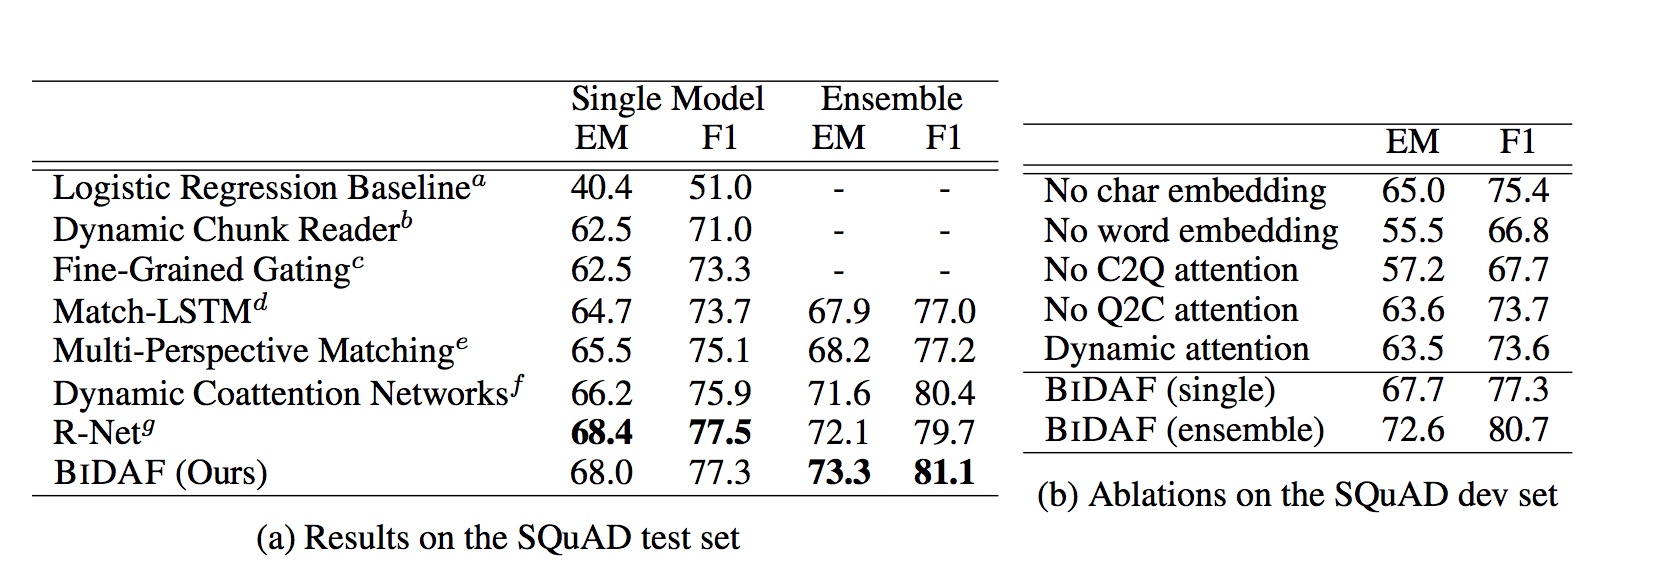 Single Model Ensemble
EM F1 EM F1
Logistic Regression Baseline^a 40.4 51.0 - -
Dynamic Chunk Reader^b 62.5 71.0 - -
Fine-Grained Gating^c 62.5 73.3 - -
Match-LSTM^d 64.7 73.7 67.9 77.0
Multi-Perspective Matching^e 65.5 75.1 68.2 77.2
Dynamic Coattention Networks^f 66.2 75.9 71.6 80.4
R-Net^g 68.4 77.5 72.1 79.7
BIDAF (Ours) 68.0 77.3 73.3 81.1
(a) Results on the SQuAD test set
EM F1
No char embedding 65.0 75.4
No word embedding 55.5 66.8
No C2Q attention 57.2 67.7
No Q2C attention 63.6 73.7
Dynamic attention 63.5 73.6
BIDAF (single) 67.7 77.3
BIDAF (ensemble) 72.6 80.7
(b) Ablations on the SQuAD dev set